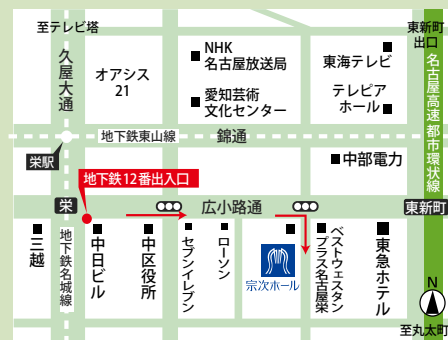 至テレビ塔
東新町
出口
久屋大通
オアシス
21
NHK
名古屋放送局
東海テレビ
愛知芸術
文化センター
テレピア
ホール
名古屋高速都市環状線
地下鉄東山線
錦通
栄駅
中部電力
地下鉄12番出入口
栄
広小路通
東新町
三越
地下鉄名城線
中日ビル
中区役所
セブンイレブン
ローソン
宗次ホール
ベストウェスタン
プラス名古屋栄
東急ホテル
N
至丸太町